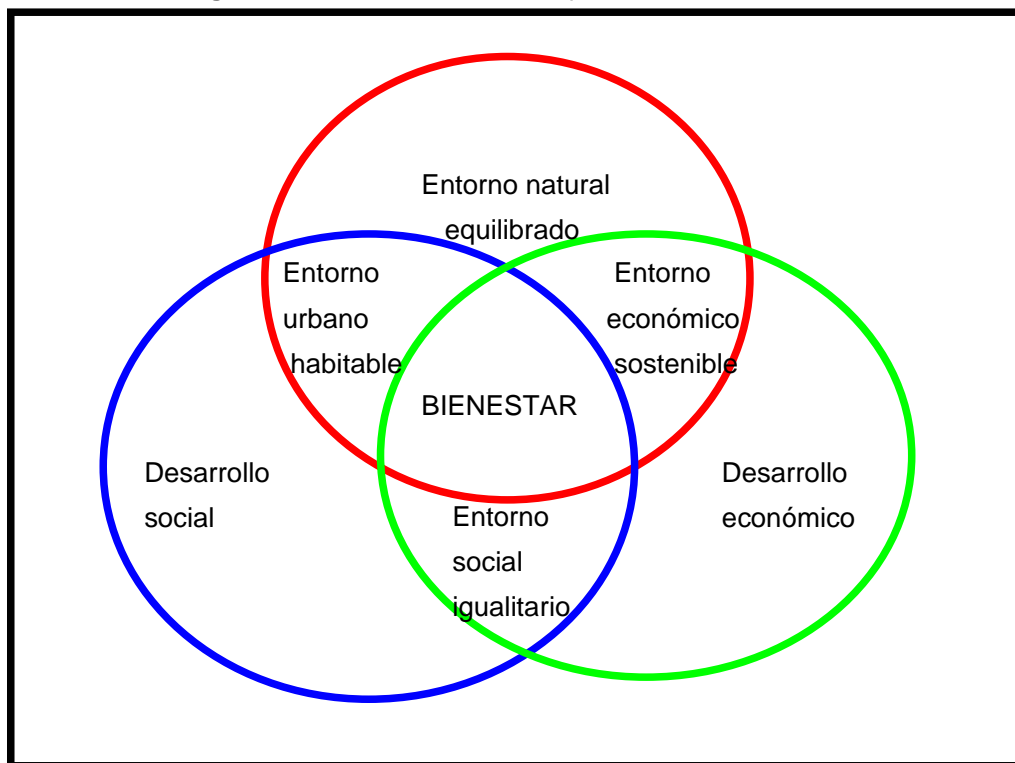 Entorno natural
equilibrado
Entorno
urbano
habitable
Entorno
económico
sostenible
BIENESTAR
Desarrollo
social
Desarrollo
económico
Entorno
social
igualitario